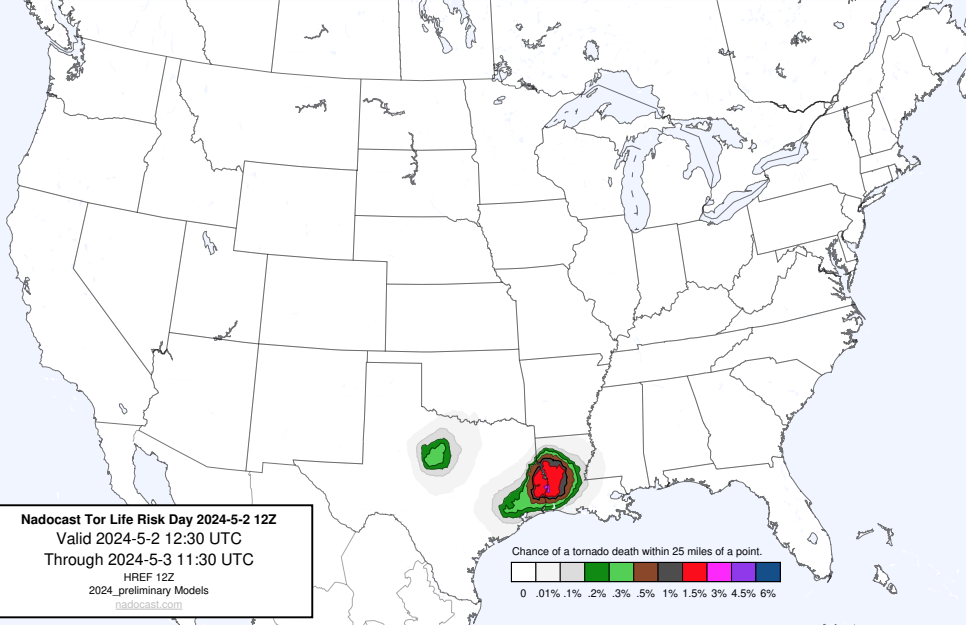 Nadocast Tor Life Risk Day 2024-5-2 12Z
Valid 2024-5-2 12:30 UTC
Through 2024-5-3 11:30 UTC
HREF 12Z
2024_preliminary Models
nadocast.com
Chance of a tornado death within 25 miles of a point.
0 .01% .1% .2% .3% .5% 1% 1.5% 3% 4.5% 6%